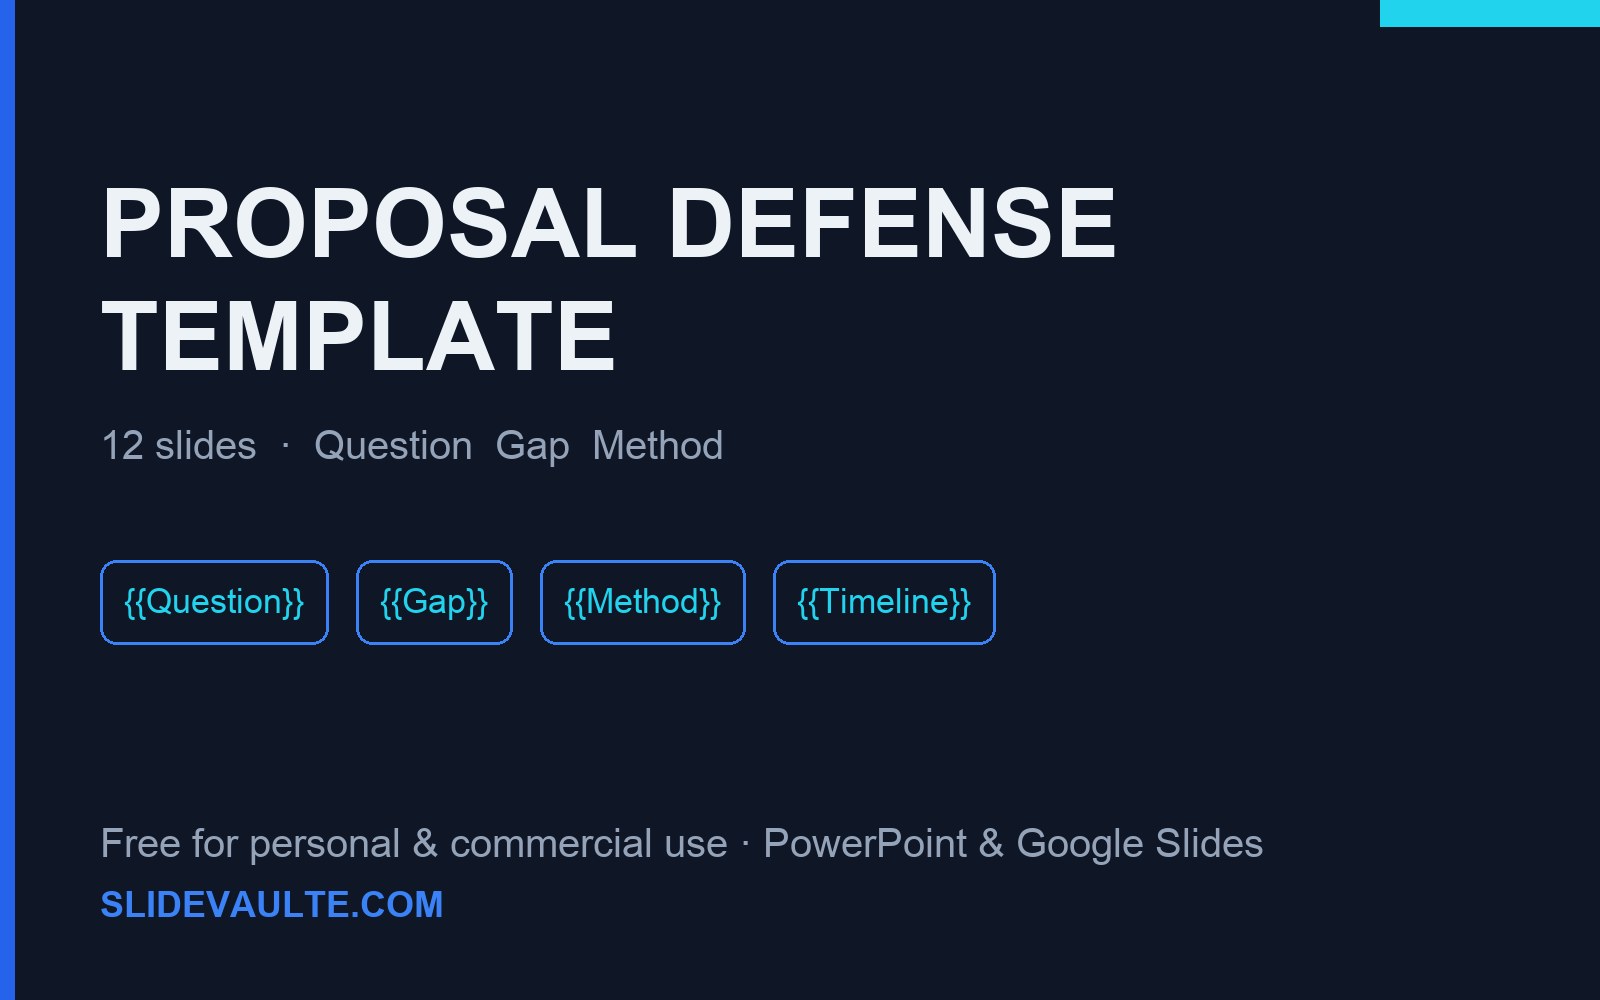 PROPOSAL DEFENSE
TEMPLATE
12 slides · Question Gap Method
{{Question}} {{Gap}} {{Method}} {{Timeline}}
Free for personal & commercial use · PowerPoint & Google Slides
SLIDEVAULTE.COM